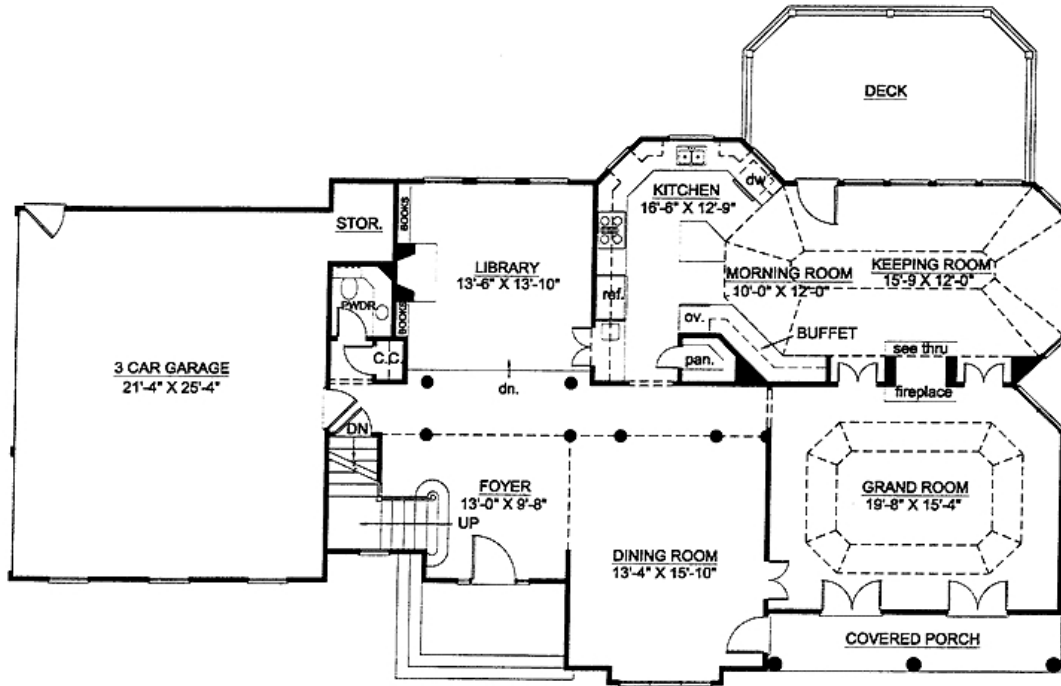 DECK
KITCHEN
16'-6" X 12'-9"
dw
STOR.
BOOKS
LIBRARY
13'-6" X 13'-10"
MORNING ROOM
10'-0" X 12'-0"
KEEPING ROOM
15'-9 X 12'-0"
ref.
PWDR.
BOOKS
ov.
BUFFET
C.C.
pan.
see thru
fireplace
3 CAR GARAGE
21'-4" X 25'-4"
dn.
DN
FOYER
13'-0" X 9'-8"
UP
GRAND ROOM
19'-8" X 15'-4"
DINING ROOM
13'-4" X 15'-10"
COVERED PORCH